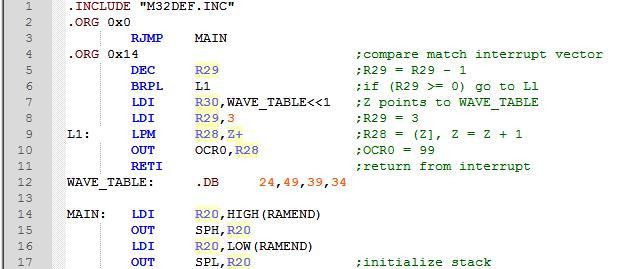 1 .INCLUDE "M32DEF.INC"
2 .ORG 0x0
3 RJMP MAIN
4 .ORG 0x14 ;compare match interrupt vector
5 DEC R29 ;R29 = R29 - 1
6 BRPL L1 ;if (R29 >= 0) go to L1
7 LDI R30,WAVE_TABLE<<1 ;Z points to WAVE_TABLE
8 LDI R29,3 ;R29 = 3
9 L1: LPM R28,Z+ ;R28 = (Z], Z = Z + 1
10 OUT OCR0,R28 ;OCR0 = 99
11 RETI ;return from interrupt
12 WAVE_TABLE: .DB 24,49,39,34
13
14 MAIN: LDI R20,HIGH(RAMEND)
15 OUT SPH,R20
16 LDI R20,LOW(RAMEND)
17 OUT SPL,R20 ;initialize stack